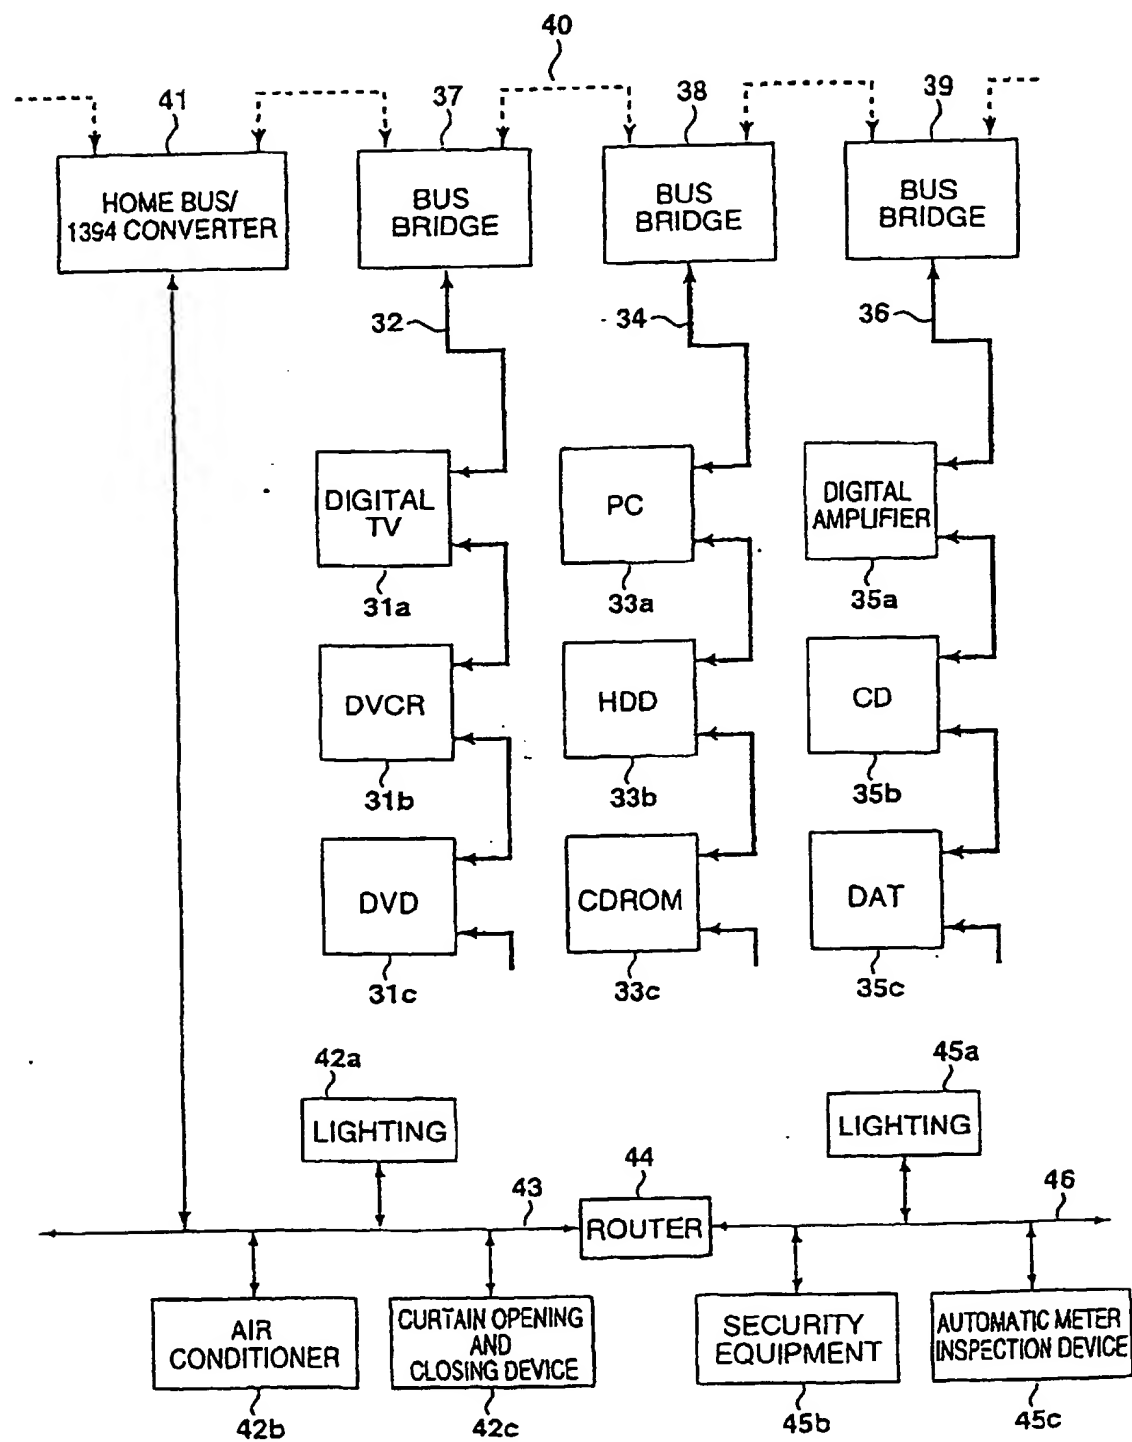 40
41
37
38
39
HOME BUS/
1394 CONVERTER
BUS
BRIDGE
BUS
BRIDGE
BUS
BRIDGE
32
34
36
DIGITAL
TV
PC
DIGITAL
AMPLIFIER
31a
33a
35a
DVCR
HDD
CD
31b
33b
35b
DVD
CDROM
DAT
31c
33c
35c
42a
45a
LIGHTING
LIGHTING
43
44
46
ROUTER
AIR
CONDITIONER
CURTAIN OPENING
AND
CLOSING DEVICE
SECURITY
EQUIPMENT
AUTOMATIC METER
INSPECTION DEVICE
42b
42c
45b
45c